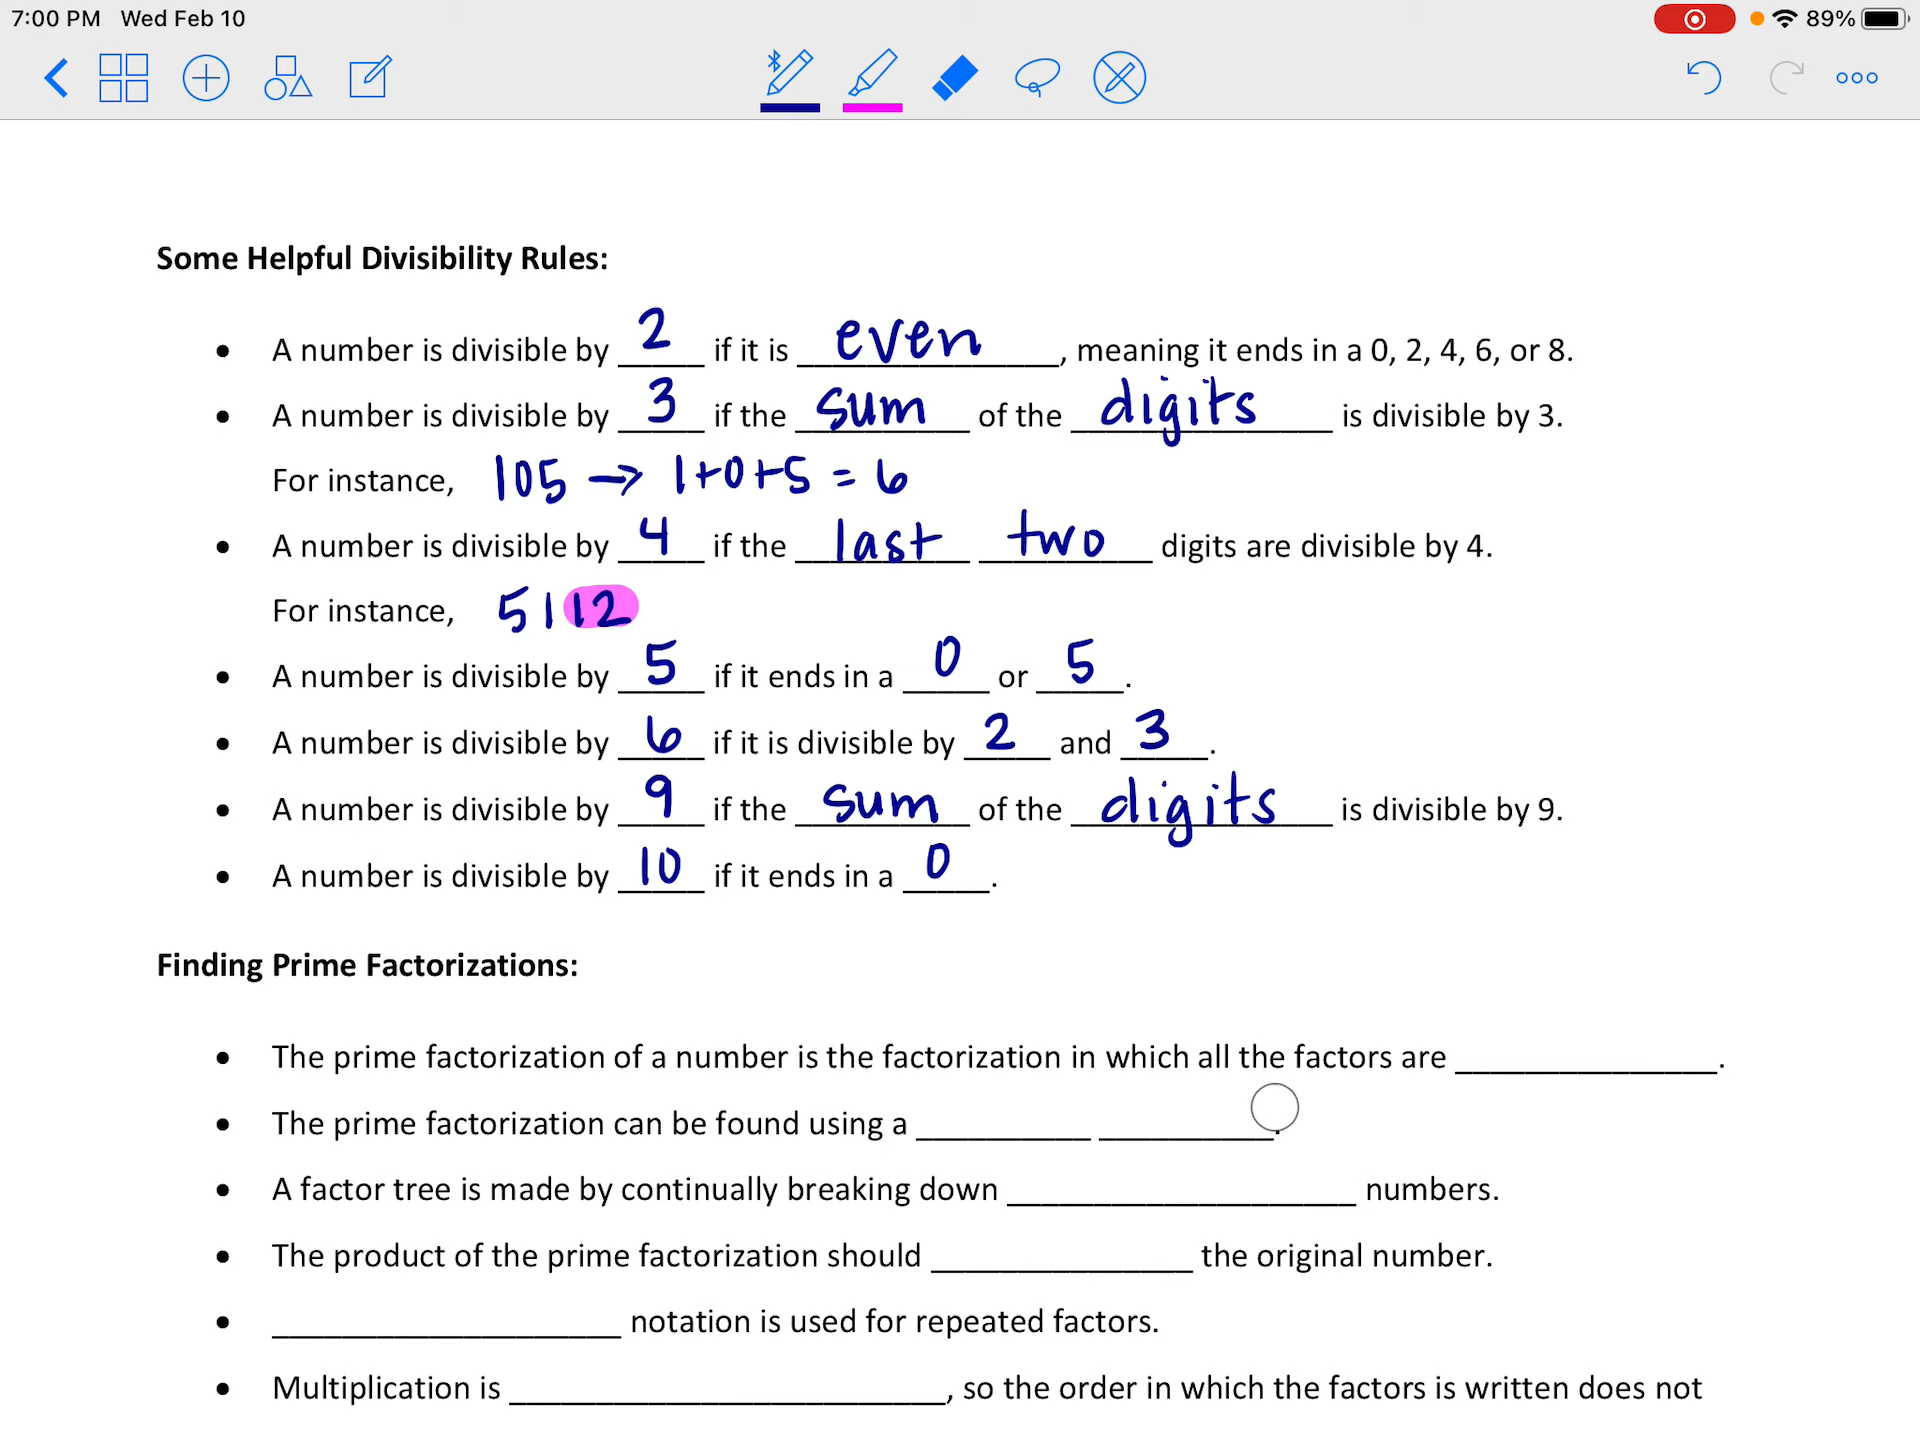 7:00 PM Wed Feb 10 89%
Some Helpful Divisibility Rules:
• A number is divisible by 2 if it is even, meaning it ends in a 0, 2, 4, 6, or 8.
• A number is divisible by 3 if the sum of the digits is divisible by 3.
For instance, 105 → 1+0+5 = 6
• A number is divisible by 4 if the last two digits are divisible by 4.
For instance, 5112
• A number is divisible by 5 if it ends in a 0 or 5.
• A number is divisible by 6 if it is divisible by 2 and 3.
• A number is divisible by 9 if the sum of the digits is divisible by 9.
• A number is divisible by 10 if it ends in a 0.
Finding Prime Factorizations:
• The prime factorization of a number is the factorization in which all the factors are _______________.
• The prime factorization can be found using a __________ __________.
• A factor tree is made by continually breaking down ____________________ numbers.
• The product of the prime factorization should _______________ the original number.
• ____________________ notation is used for repeated factors.
• Multiplication is _________________________, so the order in which the factors is written does not